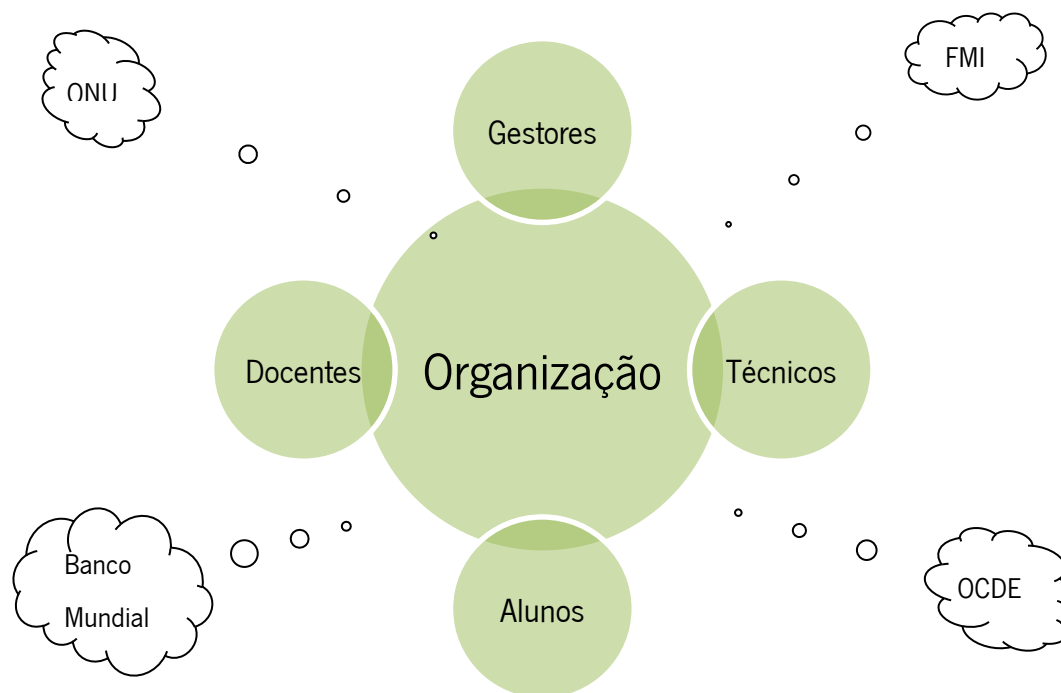 ONU
FMI
Gestores
Docentes
Organização
Técnicos
Banco
Mundial
OCDE
Alunos